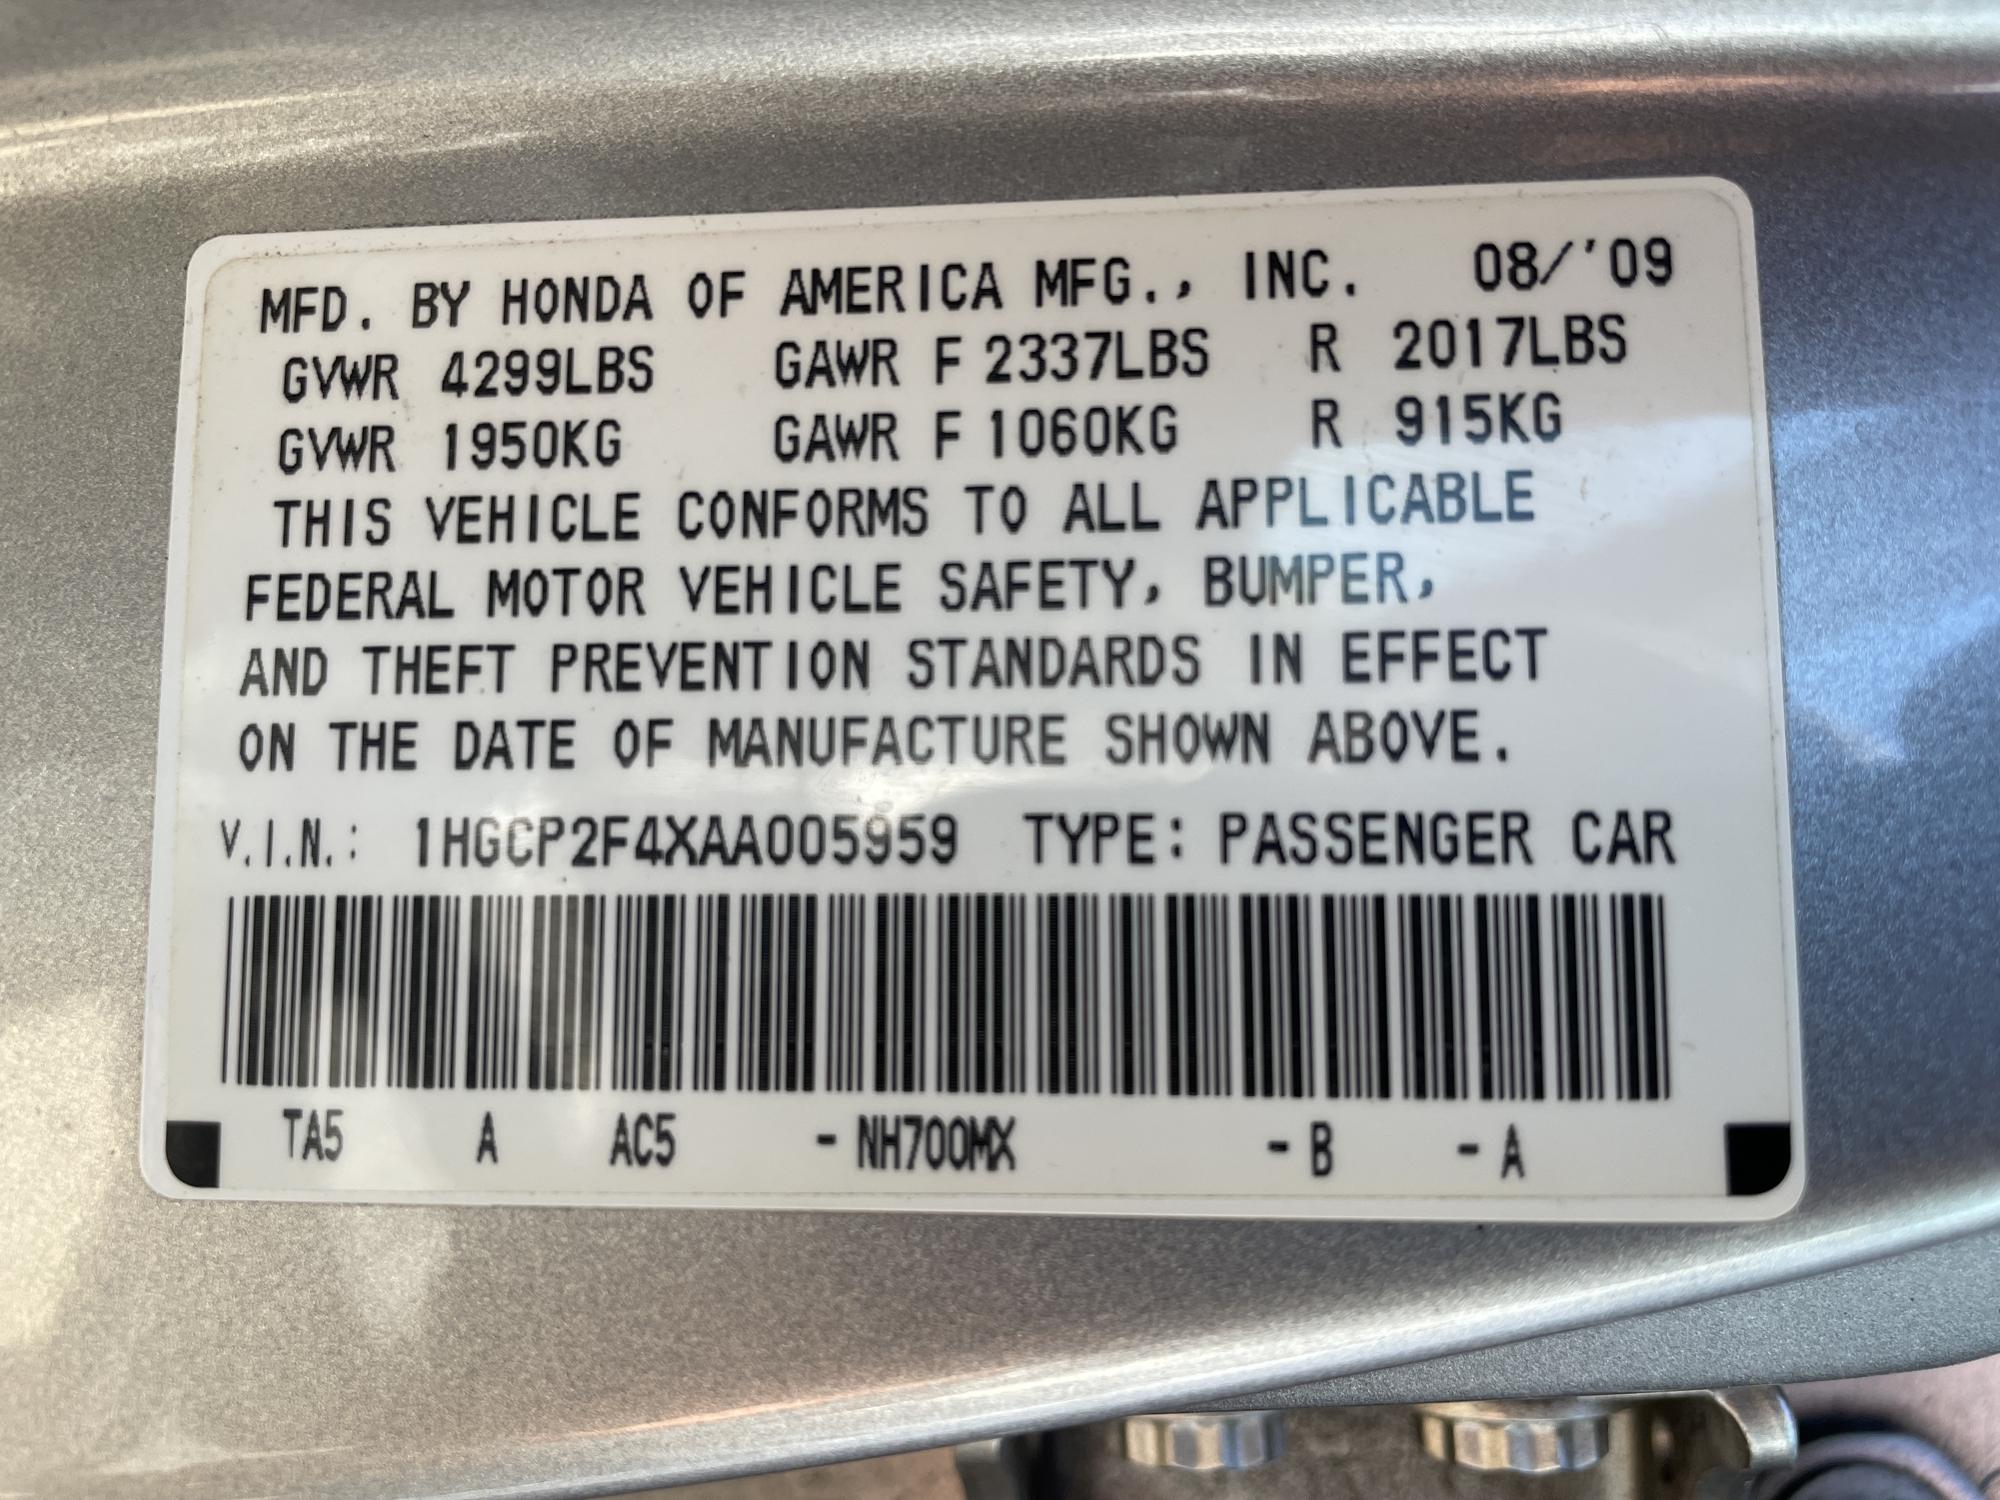 MFD. BY HONDA OF AMERICA MFG., INC. 08/'09
GVWR 4299LBS GAWR F 2337LBS R 2017LBS
GVWR 1950KG GAWR F 1060KG R 915KG
THIS VEHICLE CONFORMS TO ALL APPLICABLE
FEDERAL MOTOR VEHICLE SAFETY, BUMPER,
AND THEFT PREVENTION STANDARDS IN EFFECT
ON THE DATE OF MANUFACTURE SHOWN ABOVE.
V.I.N.: 1HGCP2F4XAA005959 TYPE: PASSENGER CAR
TA5 A AC5 - NH700MX - B - A